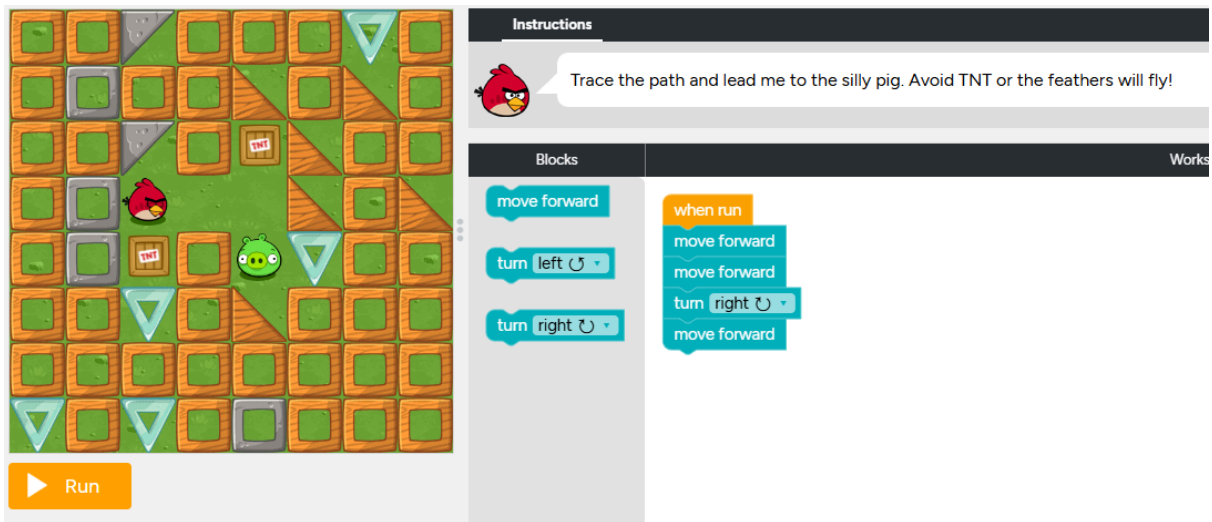 Instructions
Trace the path and lead me to the silly pig. Avoid TNT or the feathers will fly!
TNT
TNT
Run
Blocks
move forward
turn left
turn right
Works
when run
move forward
move forward
turn right
move forward